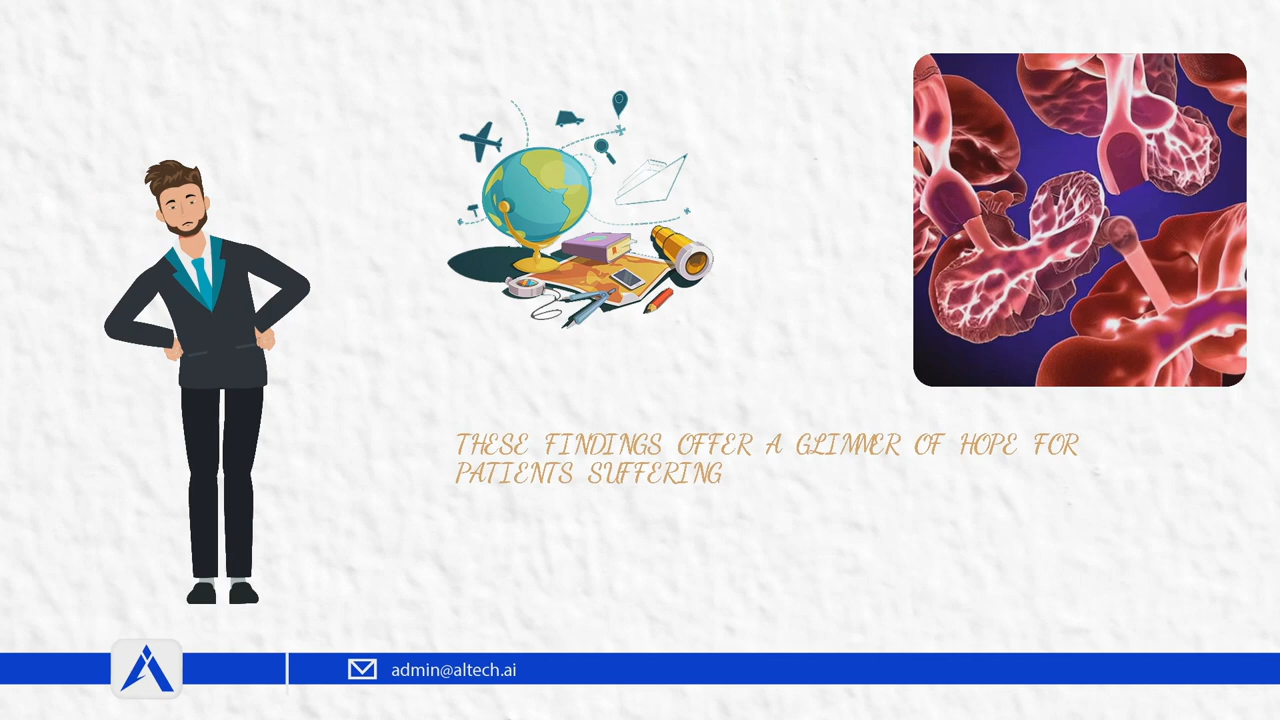 THESE FINDINGS OFFER A GLIMMER OF HOPE FOR
PATIENTS SUFFERING
admin@altech.ai